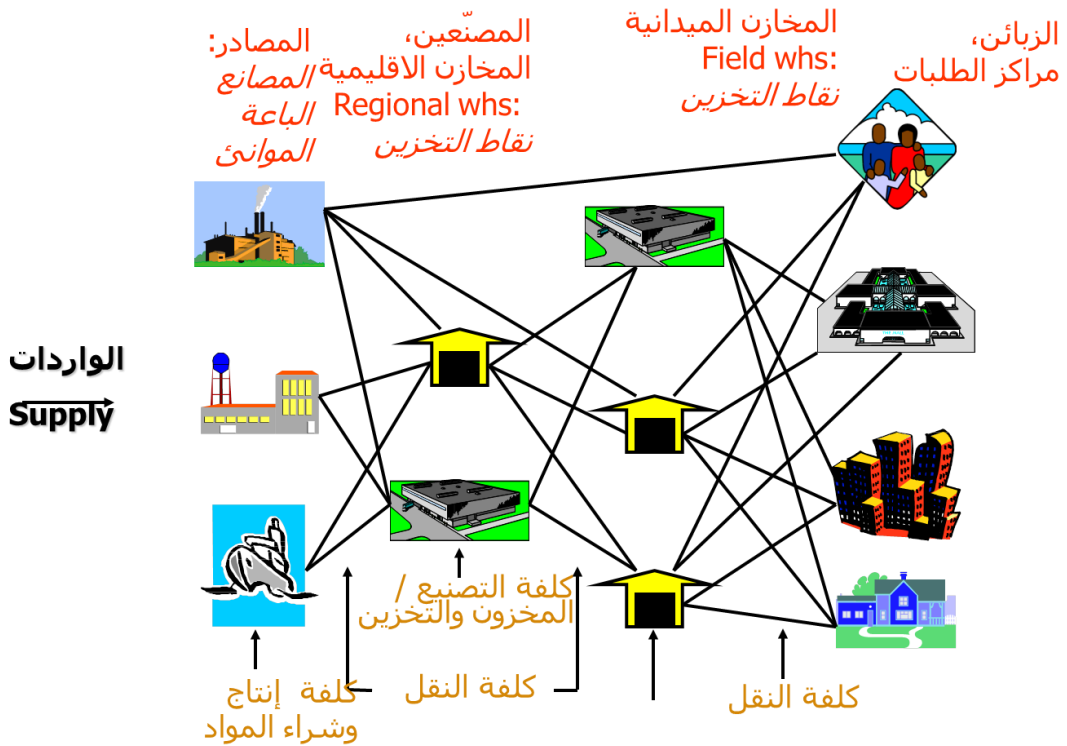 المصادر:
المصانع
الباعة
الموانئ
المصنّعين،
المخازن الاقليمية
Regional whs:
نقاط التخزين
المخازن الميدانية
Field whs:
نقاط التخزين
الزبائن،
مراكز الطلبات
الواردات
Supply
كلفة التصنيع /
المخزون والتخزين
كلفة إنتاج
وشراء المواد
كلفة النقل
كلفة النقل